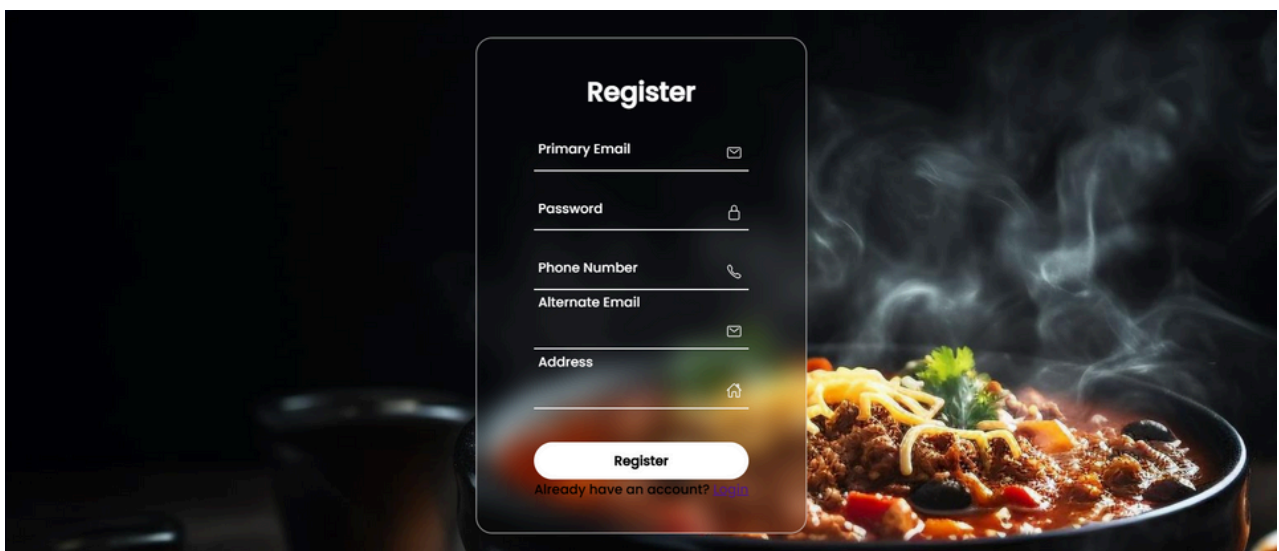 Register
Primary Email
Password
Phone Number
Alternate Email
Address
Register
Already have an account? Login